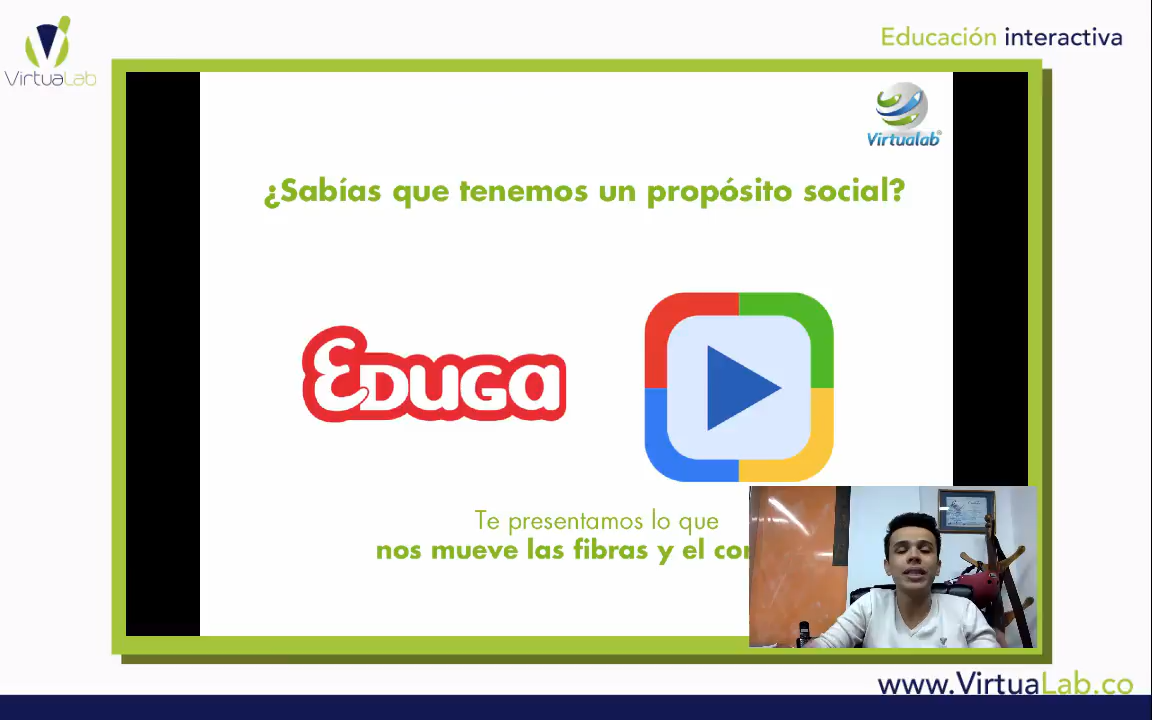 VirtuaLab
Educación interactiva
Virtualab
¿Sabías que tenemos un propósito social?
EDUGA
Te presentamos lo que
nos mueve las fibras y el
www.VirtuaLab.co